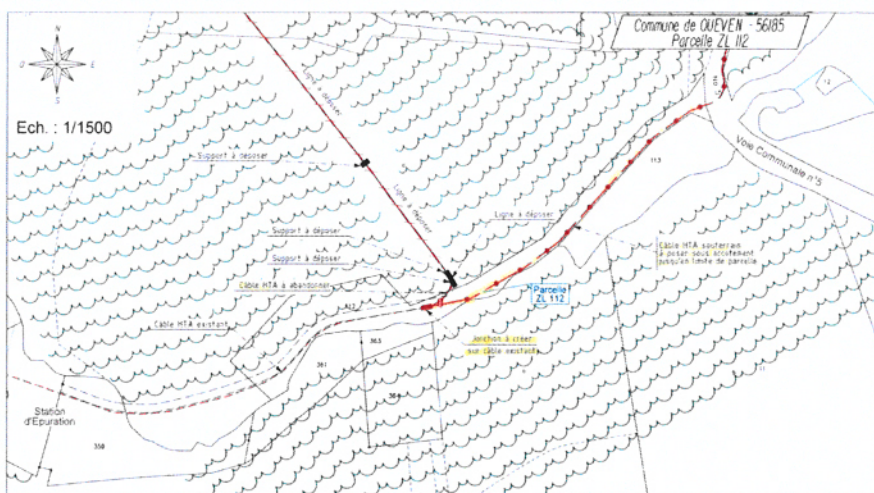 Commune de QUEVEN - 56185
Parcelle ZL 112
N
O
E
S
Ech. : 1/1500
Ligne à déposer
Support à déposer
Ligne à déposer
Ligne à déposer
Support à déposer
Support à déposer
Câble HTA à abandonner
Câble HTA existant
113
Voie Communale n°5
Câble HTA souterrain
à poser sous accotement
jusqu'en limite de parcelle
Parcelle
ZL 112
Jonction à créer
sur câble existant
363
361
364
Station
d'Epuration
358